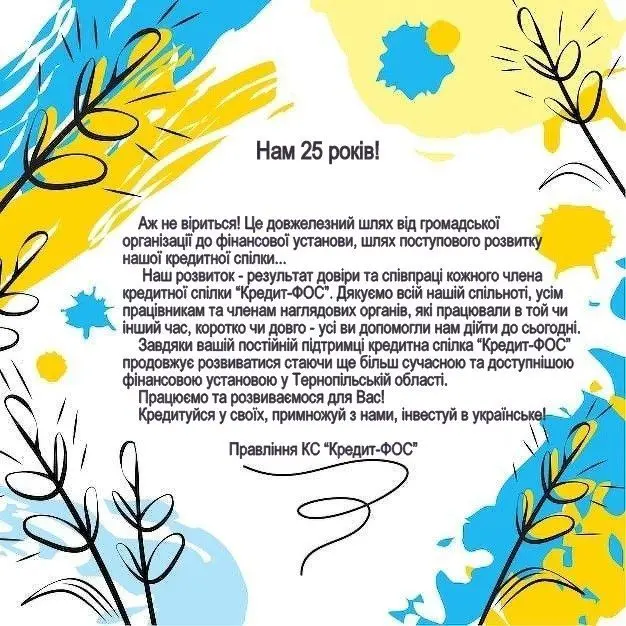 Нам 25 років!
Аж не віриться! Це довжелезний шлях від громадської
організації до фінансової установи, шлях поступового розвитку
нашої кредитної спілки...
Наш розвиток - результат довіри та співпраці кожного члена
кредитної спілки “Кредит-ФОС”. Дякуємо всій нашій спільноті, усім
працівникам та членам наглядових органів, які працювали в той чи
інший час, коротко чи довго - усі ви допомогли нам дійти до сьогодні.
Завдяки вашій постійній підтримці кредитна спілка “Кредит-ФОС”
продовжує розвиватися стаючи ще більш сучасною та доступнішою
фінансовою установою у Тернопільській області.
Працюємо та розвиваємося для Вас!
Кредитуйся у своїх, примножуй з нами, інвестуй в українське!
Правління КС “Кредит-ФОС”